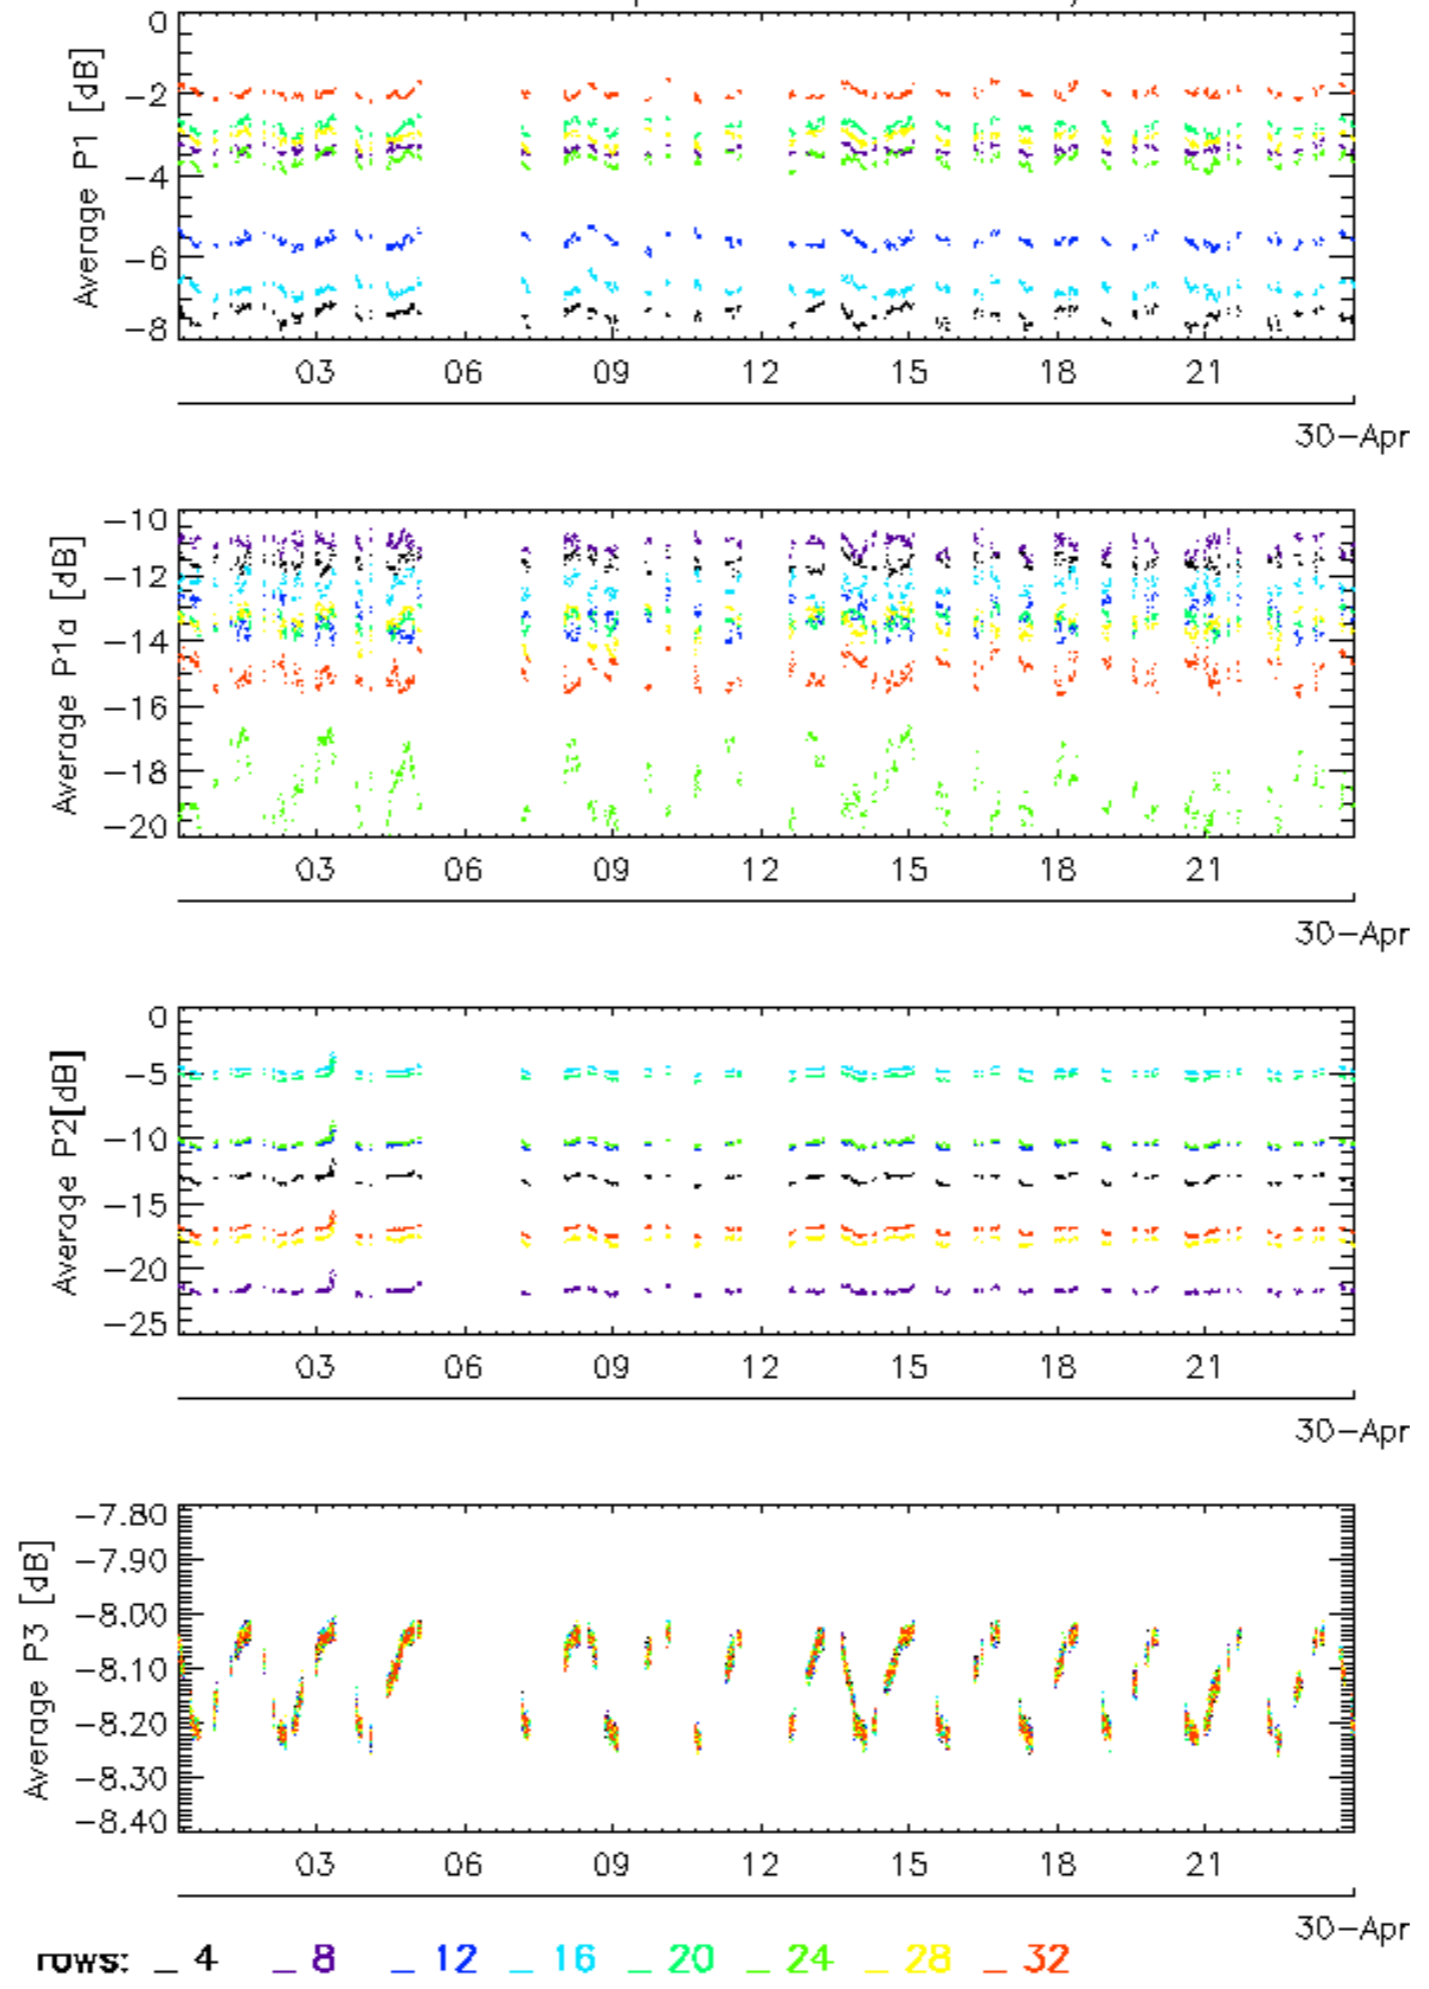 0
−2
−4
−6
−8
Average P1 [dB]
03 06 09 12 15 18 21
30−Apr
−10
−12
−14
−16
−18
−20
Average P1a [dB]
03 06 09 12 15 18 21
30−Apr
0
−5
−10
−15
−20
−25
Average P2[dB]
03 06 09 12 15 18 21
30−Apr
−7.80
−7.90
−8.00
−8.10
−8.20
−8.30
−8.40
Average P3 [dB]
03 06 09 12 15 18 21
30−Apr
rows: _ 4 _ 8 _ 12 _ 16 _ 20 _ 24 _ 28 _ 32